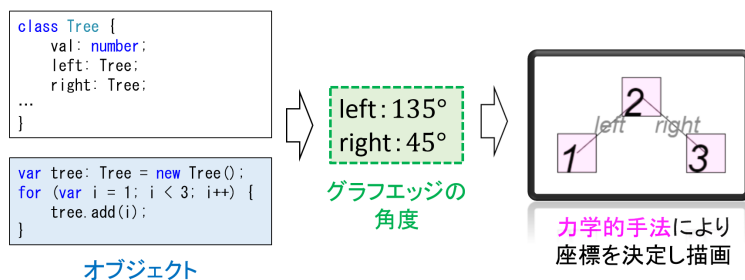 class Tree {
val: number;
left: Tree;
right: Tree;
…
}
var tree: Tree = new Tree();
for (var i = 1; i < 3; i++) {
tree.add(i);
}
オブジェクト
left:135°
right:45°
グラフエッジの
角度
2
left right
1 3
力学的手法により
座標を決定し描画